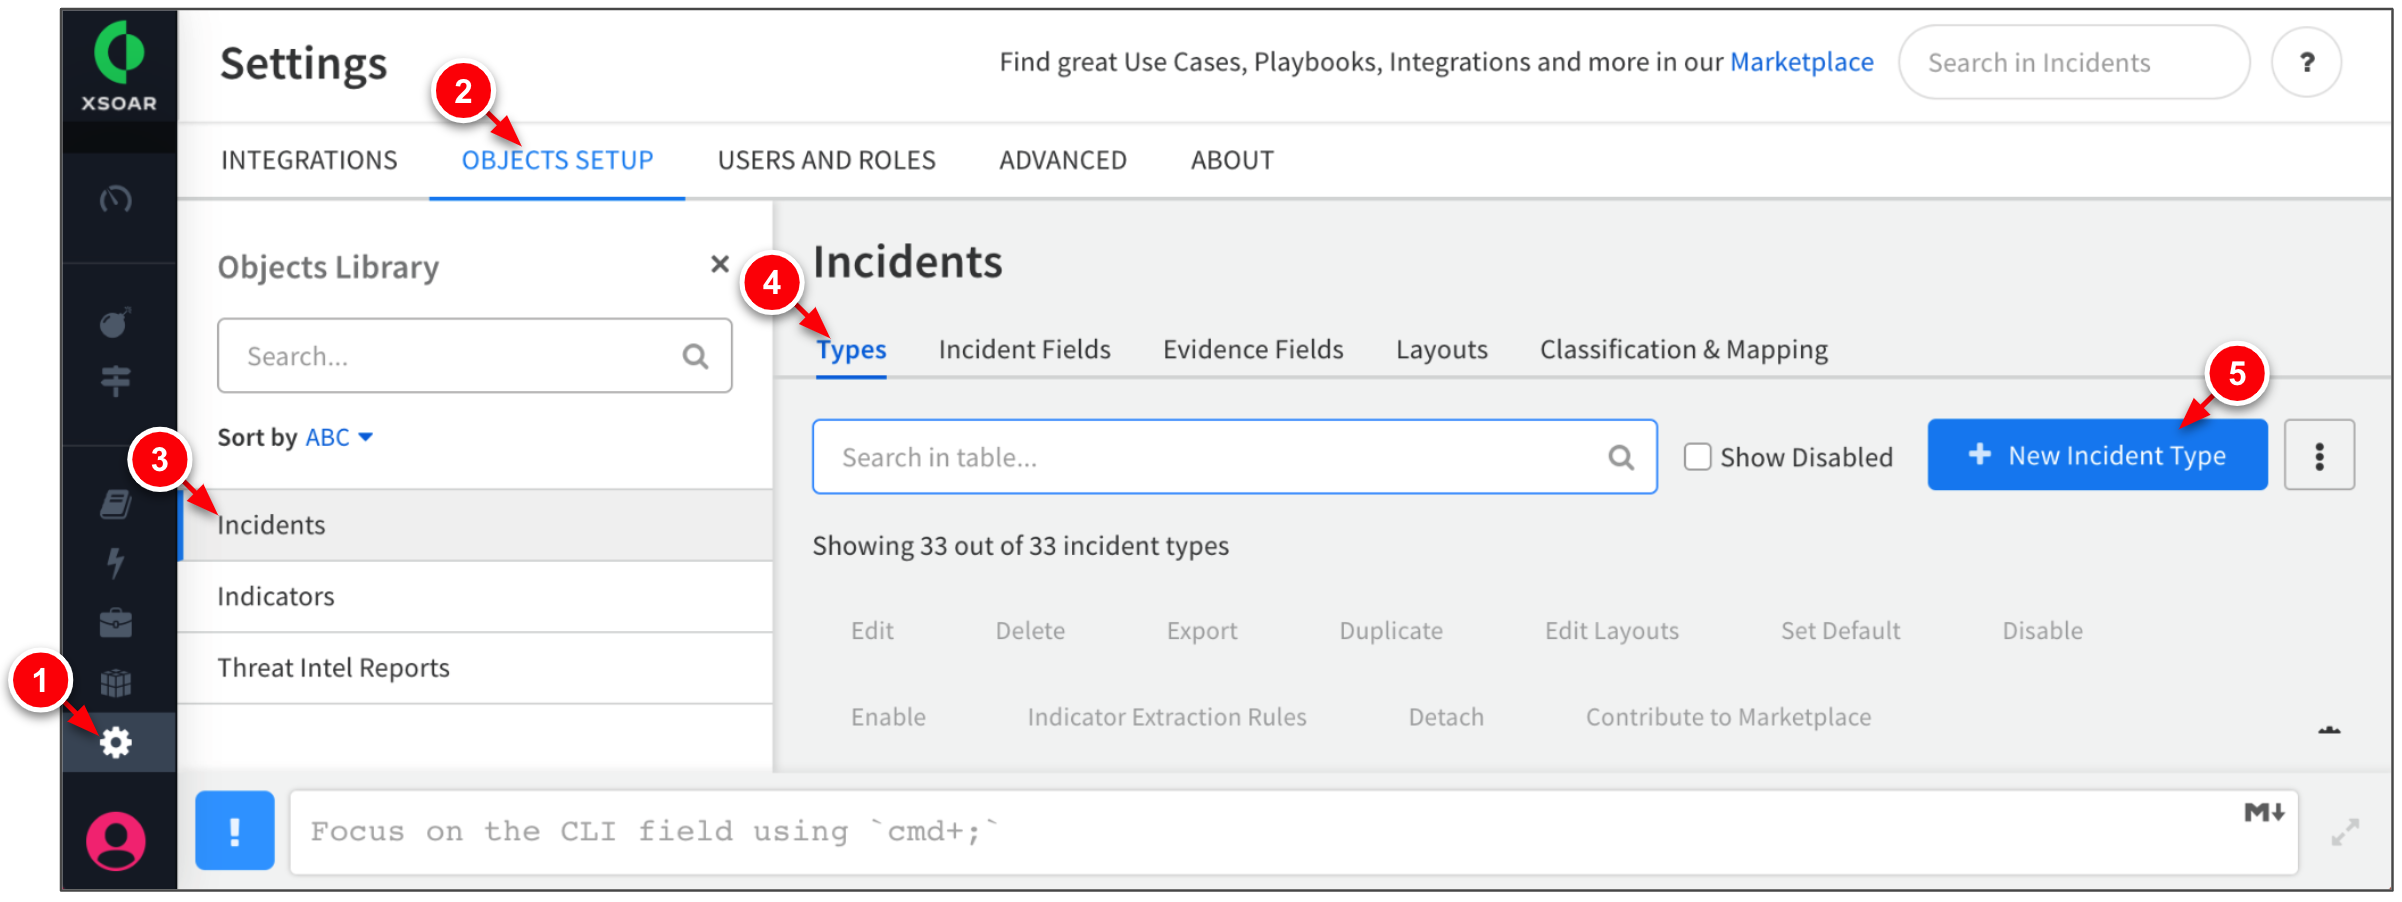 XSOAR
Settings
Find great Use Cases, Playbooks, Integrations and more in our Marketplace
Search in Incidents
?
2
INTEGRATIONS
OBJECTS SETUP
USERS AND ROLES
ADVANCED
ABOUT
Objects Library
×
Search...
Sort by ABC
3
Incidents
Indicators
Threat Intel Reports
1
4
Incidents
Types
Incident Fields
Evidence Fields
Layouts
Classification & Mapping
5
Search in table...
Show Disabled
+ New Incident Type
Showing 33 out of 33 incident types
Edit
Delete
Export
Duplicate
Edit Layouts
Set Default
Disable
Enable
Indicator Extraction Rules
Detach
Contribute to Marketplace
!
Focus on the CLI field using `cmd+;`
M↓